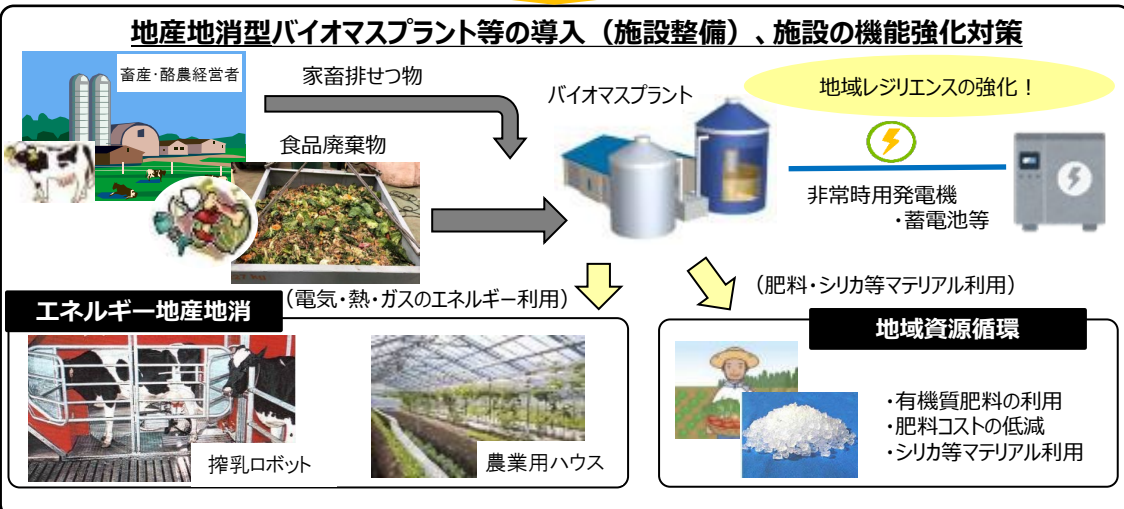 地産地消型バイオマスプラント等の導入（施設整備）、施設の機能強化対策
畜産・酪農経営者
家畜排せつ物
食品廃棄物
バイオマスプラント
地域レジリエンスの強化！
非常時用発電機
・蓄電池等
（電気・熱・ガスのエネルギー利用）
（肥料・シリカ等マテリアル利用）
エネルギー地産地消
搾乳ロボット
農業用ハウス
地域資源循環
・有機質肥料の利用
・肥料コストの低減
・シリカ等マテリアル利用